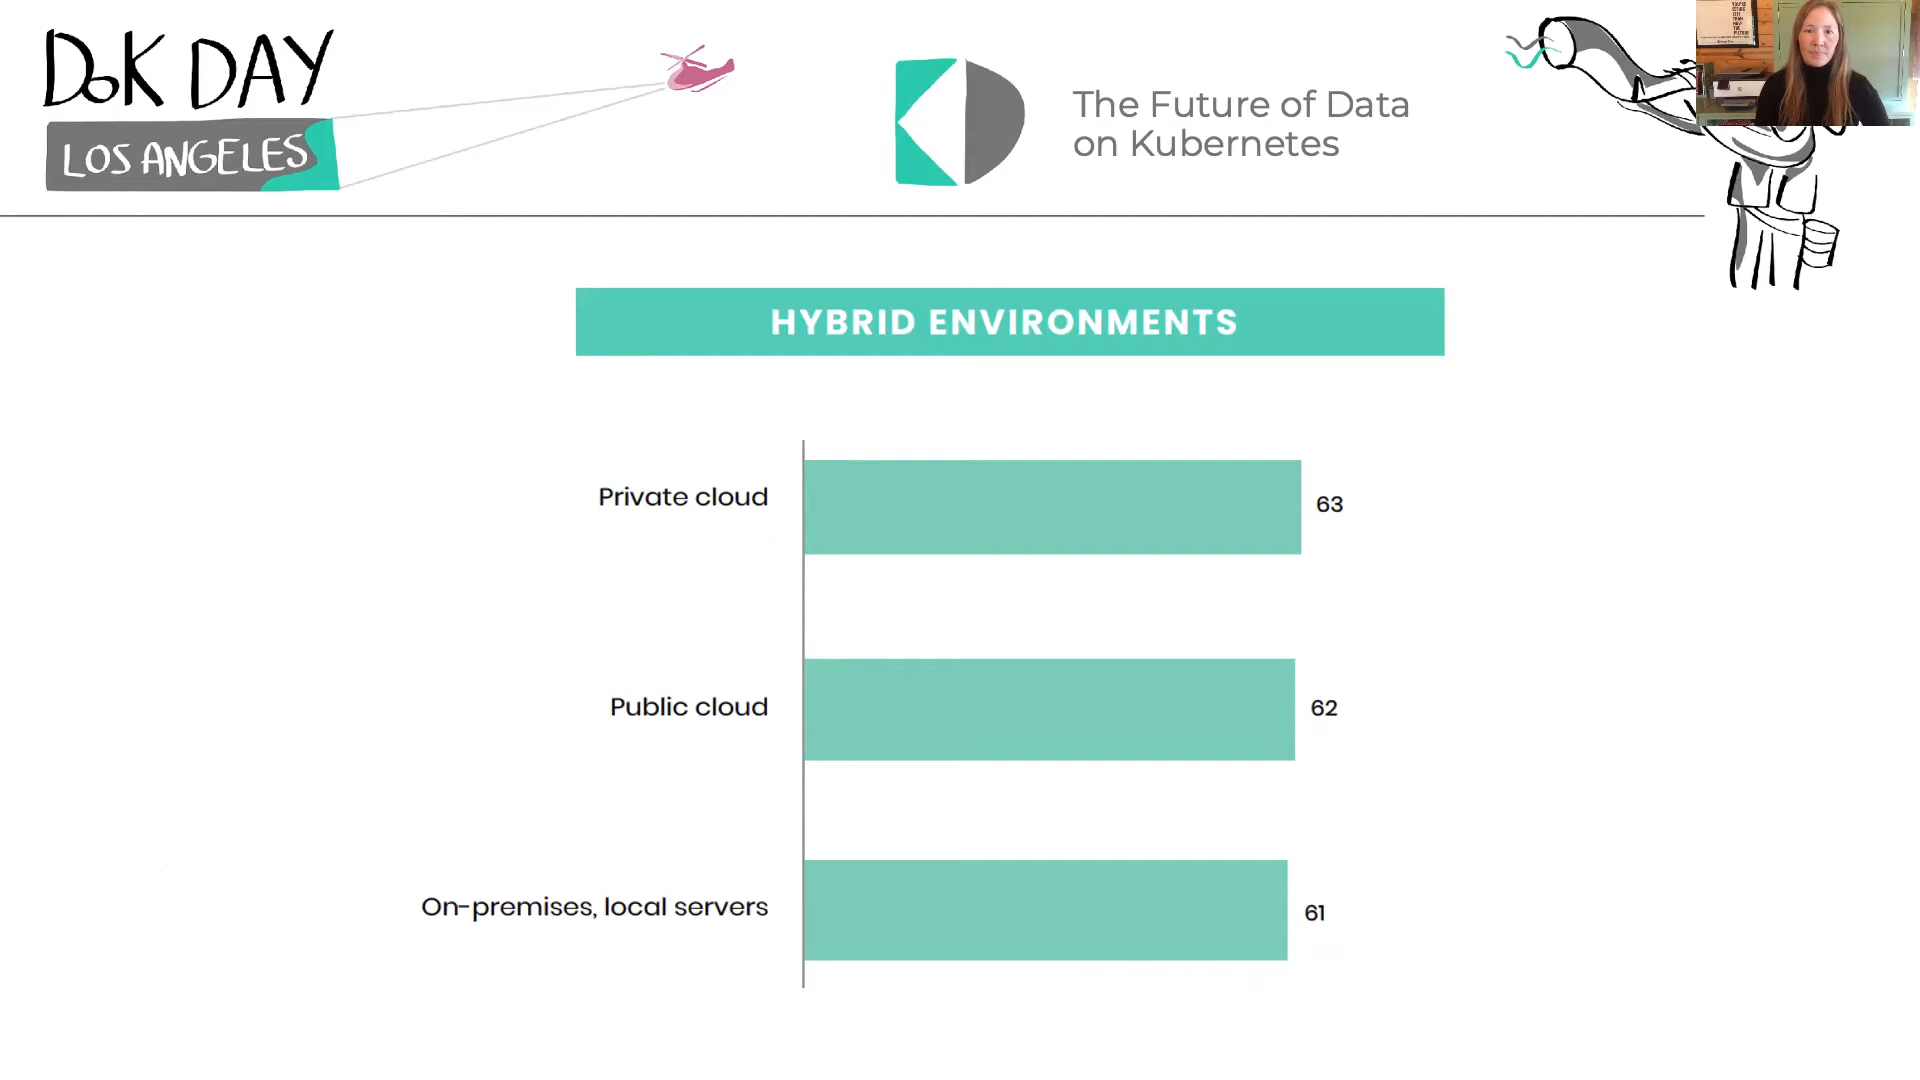 DoK DAY
LOS ANGELES
The Future of Data
on Kubernetes
HYBRID ENVIRONMENTS
Private cloud
63
Public cloud
62
On-premises, local servers
61